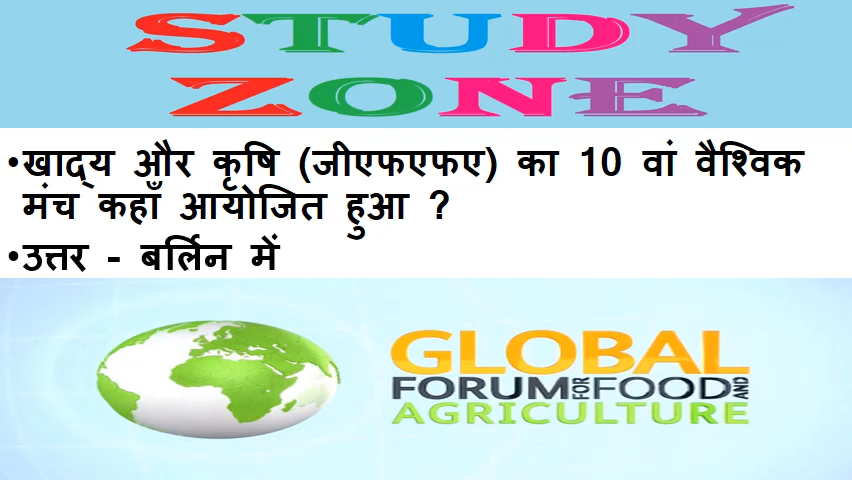 STUDY
ZONE
•खाद्य और कृषि (जीएफएफए) का 10 वां वैश्विक
मंच कहाँ आयोजित हुआ ?
•उत्तर - बर्लिन में
GLOBAL
FORUM FOR FOOD AND
AGRICULTURE